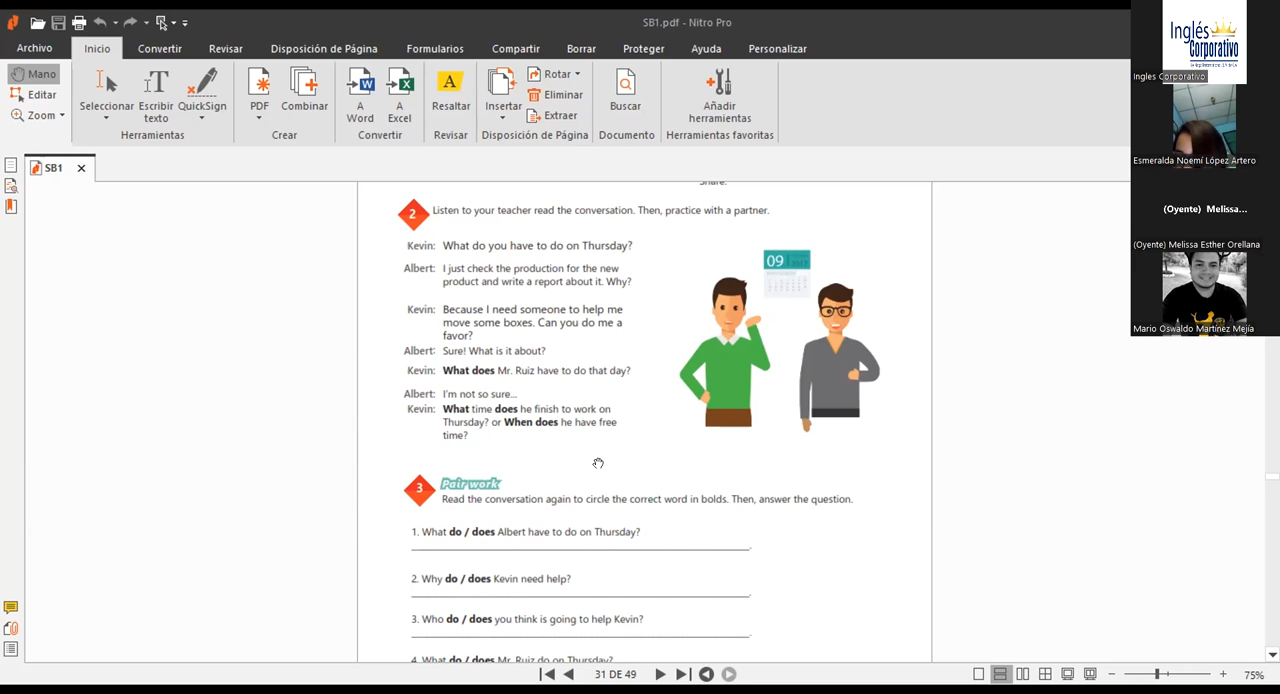 SB1.pdf - Nitro Pro
Archivo
Inicio
Convertir
Revisar
Disposición de Página
Formularios
Compartir
Borrar
Proteger
Ayuda
Personalizar
Mano
Editar
Zoom
Seleccionar
Escribir texto
QuickSign
Herramientas
PDF
Combinar
Crear
A Word
A Excel
Convertir
Resaltar
Revisar
Insertar
Rotar
Eliminar
Extraer
Disposición de Página
Buscar
Documento
Añadir herramientas
Herramientas favoritas
SB1
Share.
2 Listen to your teacher read the conversation. Then, practice with a partner.
Kevin: What do you have to do on Thursday?
Albert: I just check the production for the new
product and write a report about it. Why?
Kevin: Because I need someone to help me
move some boxes. Can you do me a
favor?
Albert: Sure! What is it about?
Kevin: What does Mr. Ruiz have to do that day?
Albert: I'm not so sure...
Kevin: What time does he finish to work on
Thursday? or When does he have free
time?
09
3 Pair work
Read the conversation again to circle the correct word in bolds. Then, answer the question.
1. What do / does Albert have to do on Thursday?
2. Why do / does Kevin need help?
3. Who do / does you think is going to help Kevin?
4. What do / does Mr. Ruiz do on Thursday?
31 DE 49
75%
Inglés
Corporativo
Ingles Corporativo
Esmeralda Noemí López Artero
(Oyente) Melissa...
(Oyente) Melissa Esther Orellana
Mario Oswaldo Martínez Mejía